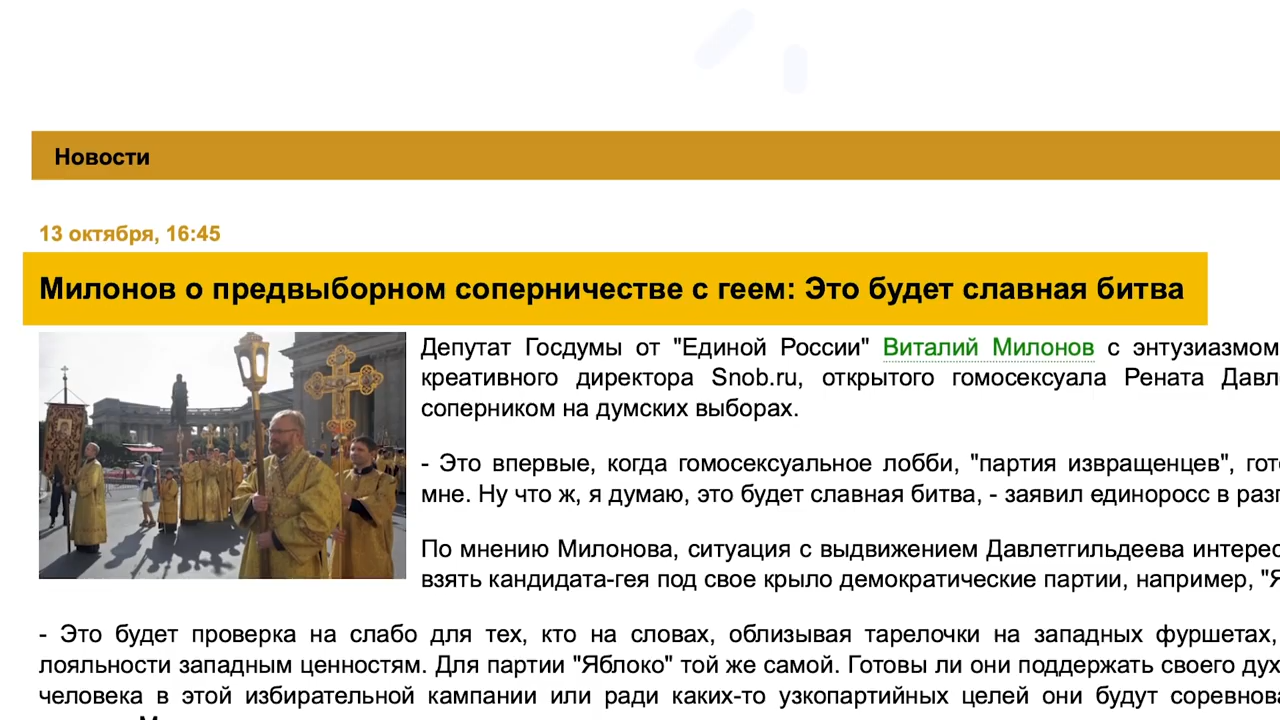 Новости
13 октября, 16:45
Милонов о предвыборном соперничестве с геем: Это будет славная битва
Депутат Госдумы от "Единой России" Виталий Милонов с энтузиазмом
креативного директора Snob.ru, открытого гомосексуала Рената
соперником на думских выборах.
- Это впервые, когда гомосексуальное лобби, "партия извращенцев",
мне. Ну что ж, я думаю, это будет славная битва, - заявил единоросс в
По мнению Милонова, ситуация с выдвижением Давлетгильдеева
взять кандидата-гея под свое крыло демократические партии, например,
- Это будет проверка на слабо для тех, кто на словах, облизывая тарелочки на западных фуршетах,
лояльности западным ценностям. Для партии "Яблоко" той же самой. Готовы ли они поддержать своего
человека в этой избирательной кампании или ради каких-то узкопартийных целей они будут